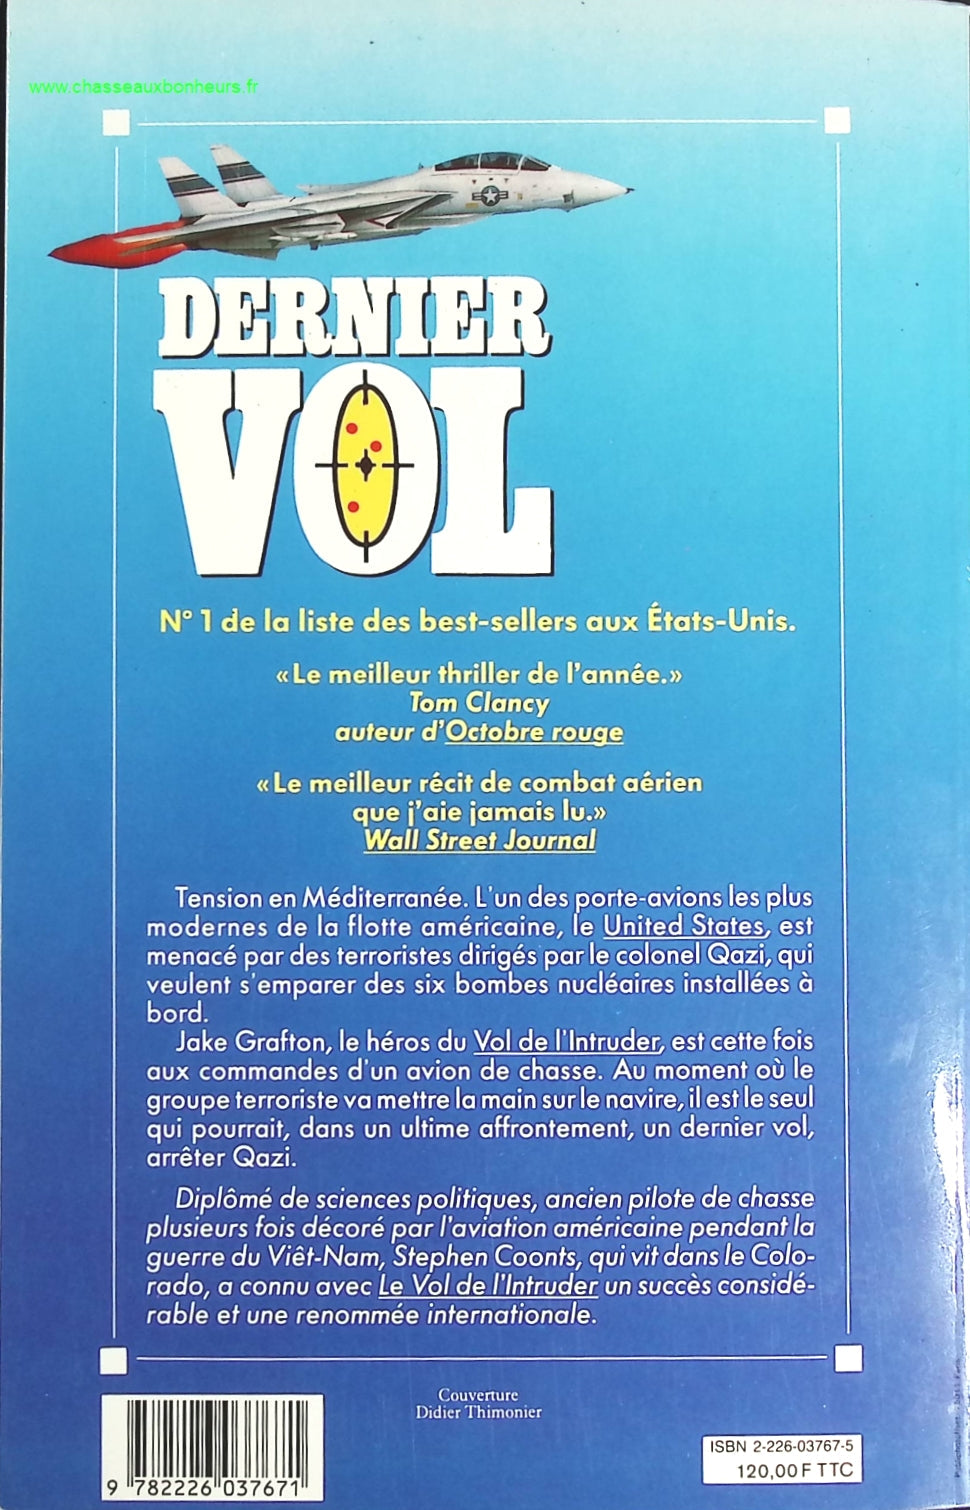 www.chasseauxbonheurs.fr
DERNIER
VOL
N° 1 de la liste des best-sellers aux États-Unis.
«Le meilleur thriller de l'année.»
Tom Clancy
auteur d'Octobre rouge
«Le meilleur récit de combat aérien
que j'aie jamais lu.»
Wall Street Journal
Tension en Méditerranée. L'un des porte-avions les plus
modernes de la flotte américaine, le United States, est
menacé par des terroristes dirigés par le colonel Qazi, qui
veulent s'emparer des six bombes nucléaires installées à
bord.
Jake Grafton, le héros du Vol de l'Intruder, est cette fois
aux commandes d'un avion de chasse. Au moment où le
groupe terroriste va mettre la main sur le navire, il est le seul
qui pourrait, dans un ultime affrontement, un dernier vol,
arrêter Qazi.
Diplômé de sciences politiques, ancien pilote de chasse
plusieurs fois décoré par l'aviation américaine pendant la
guerre du Viêt-Nam, Stephen Coonts, qui vit dans le Colo-
rado, a connu avec Le Vol de l'Intruder un succès considé-
rable et une renommée internationale.
Couverture
Didier Thimonier
ISBN 2-226-03767-5
120,00 F TTC
9 782226 037671